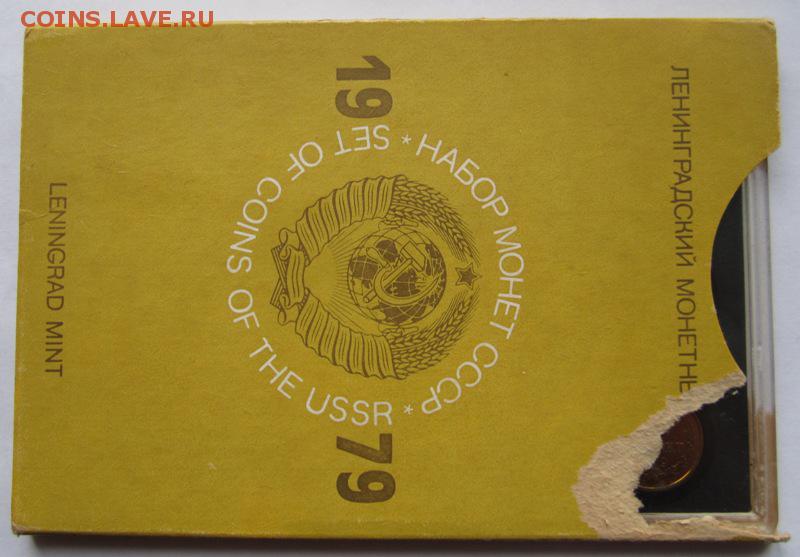 COINS.LAVE.RU
ЛЕНИНГРАДСКИЙ МОНЕТНЫ
19
НАБОР МОНЕТ СССР *
SET OF COINS OF THE USSR *
79
LENINGRAD MINT